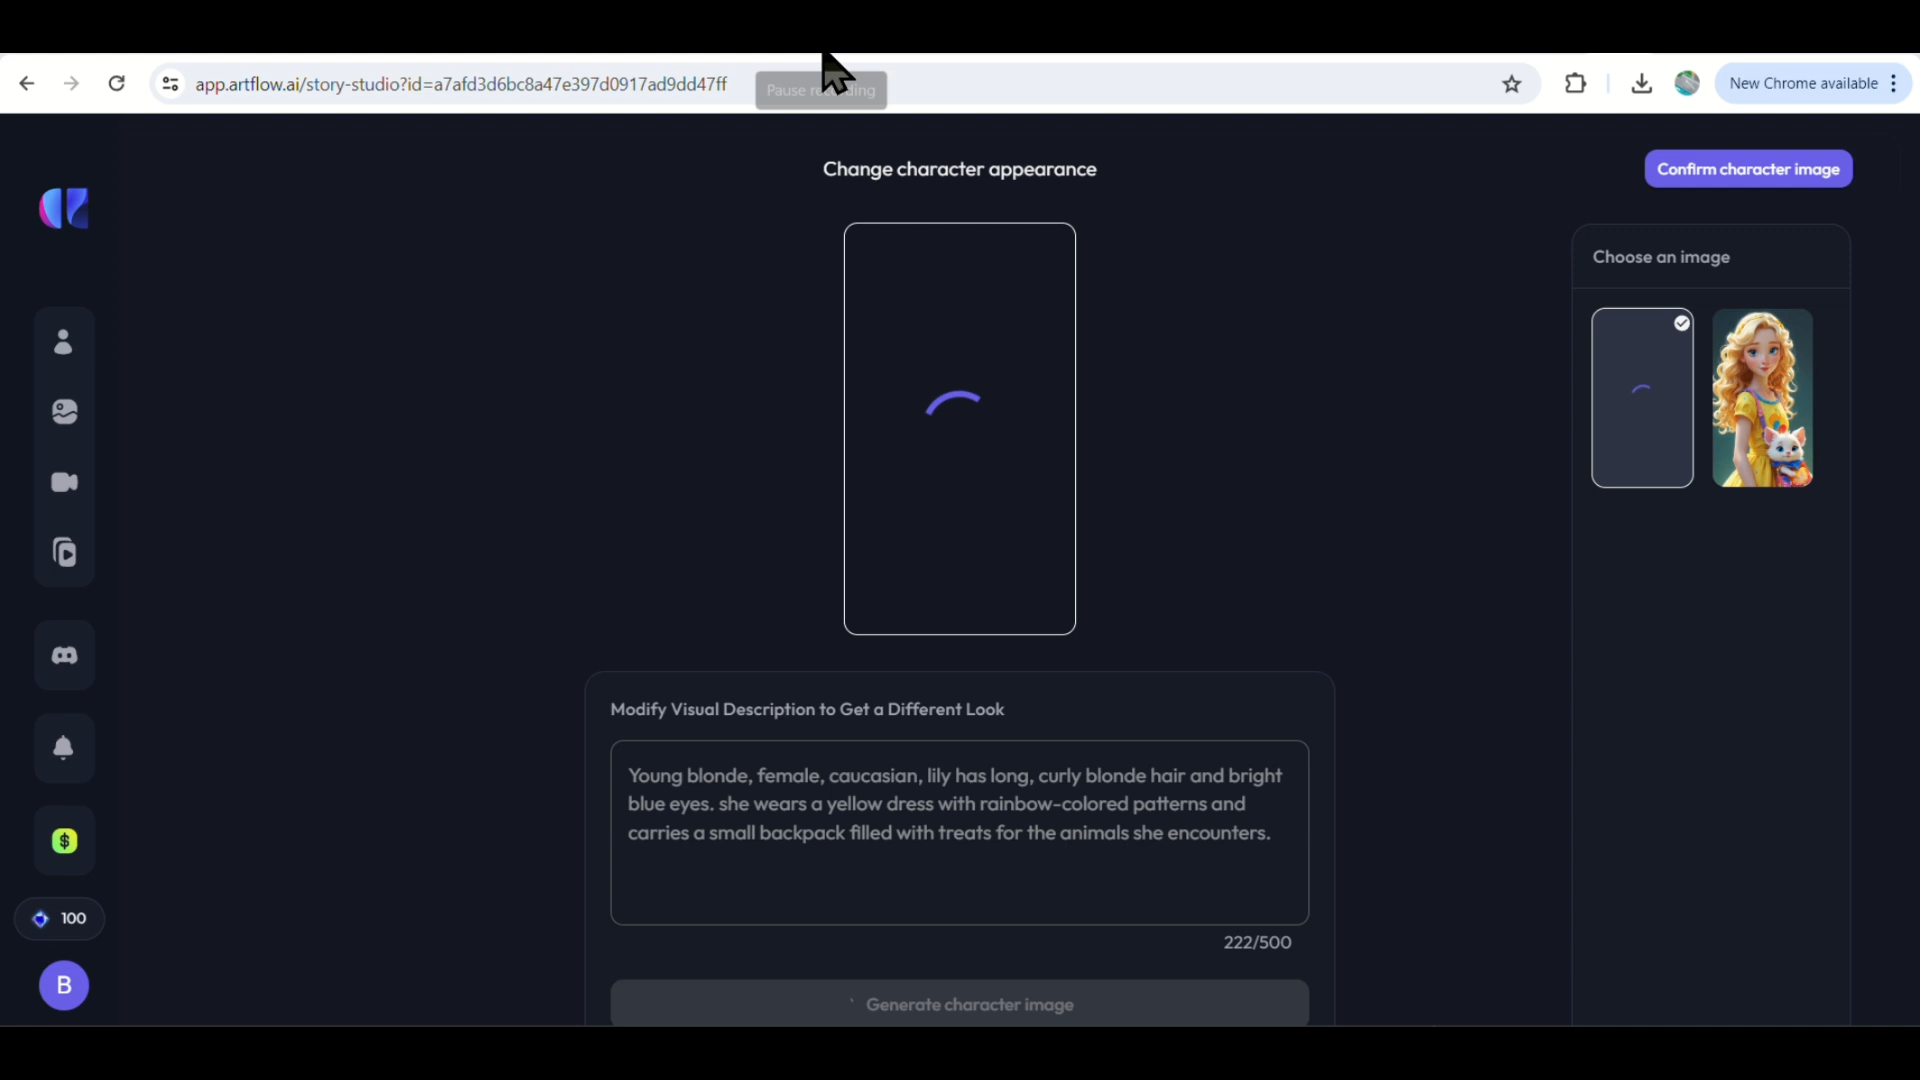 app.artflow.ai/story-studio?id=a7afd3d6bc8a47e397d0917ad9dd47ff
Pause recording
New Chrome available
Change character appearance
Confirm character image
Choose an image
Modify Visual Description to Get a Different Look
Young blonde, female, caucasian, lily has long, curly blonde hair and bright
blue eyes. she wears a yellow dress with rainbow-colored patterns and
carries a small backpack filled with treats for the animals she encounters.
222/500
Generate character image
$
100
B